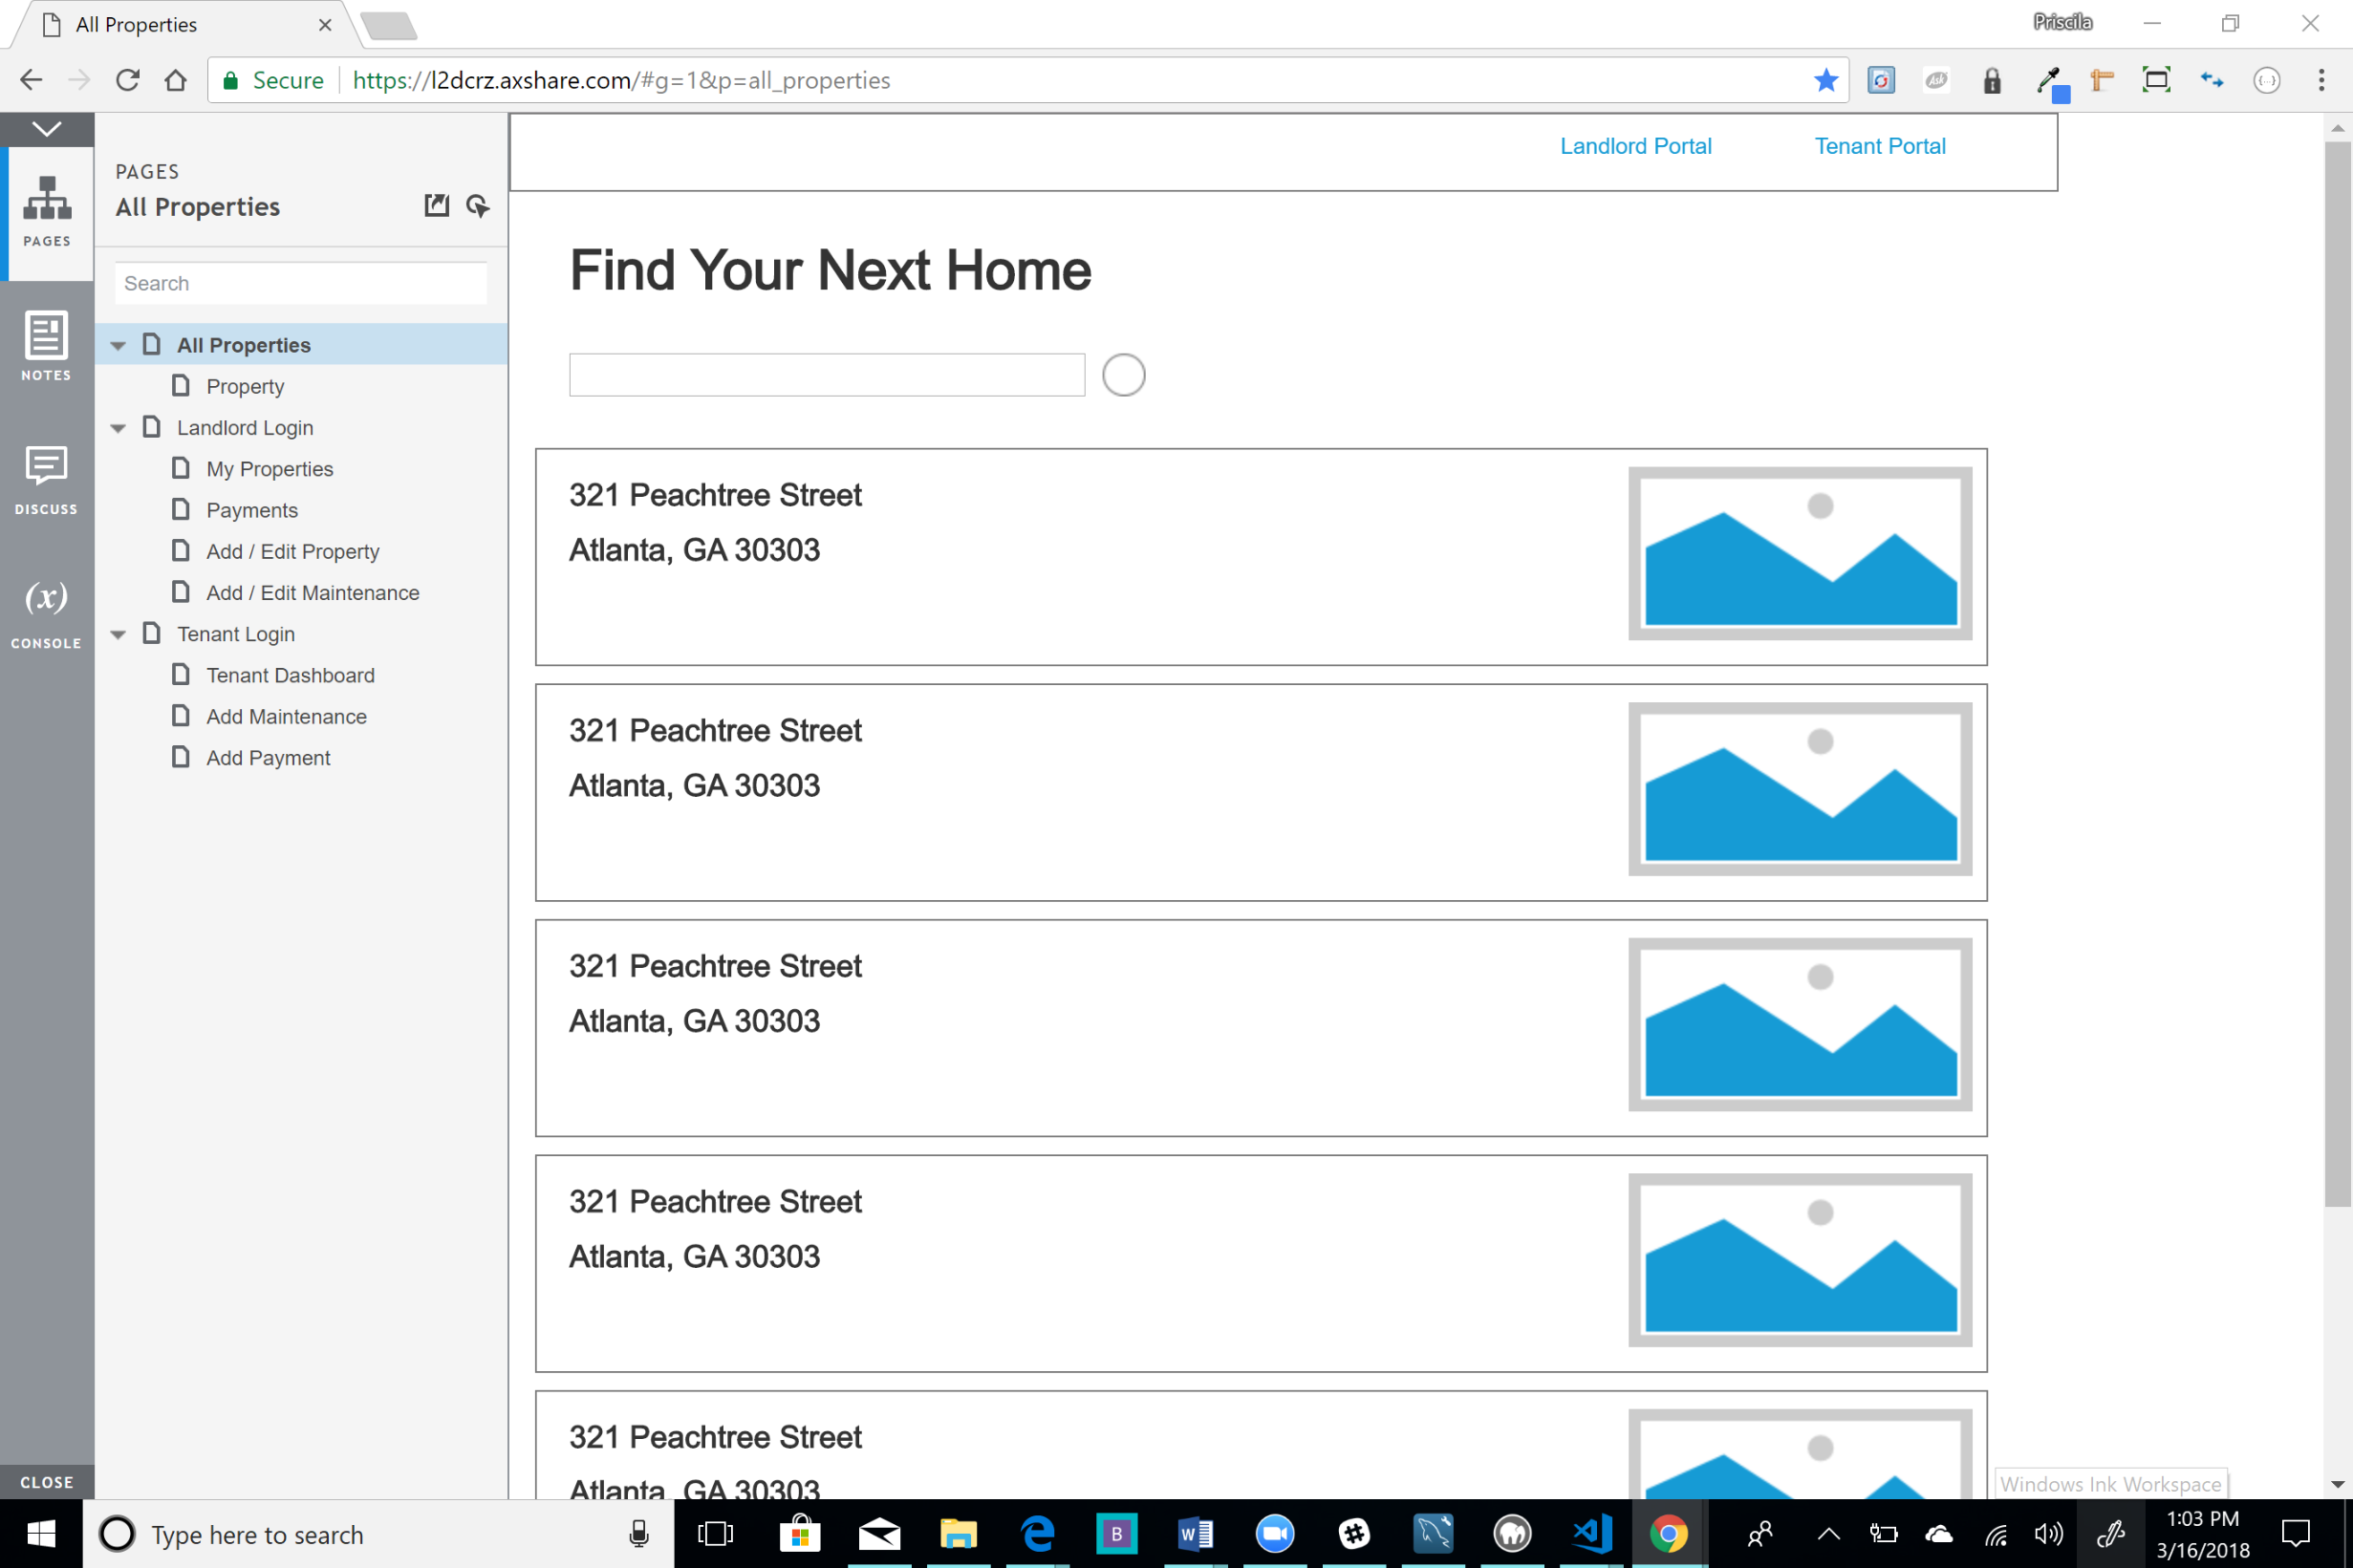 All Properties
Priscila
Secure
https://l2dcrz.axshare.com/#g=1&p=all_properties
Ask
PAGES
NOTES
DISCUSS
(x)
CONSOLE
CLOSE
PAGES
All Properties
Search
All Properties
Property
Landlord Login
My Properties
Payments
Add / Edit Property
Add / Edit Maintenance
Tenant Login
Tenant Dashboard
Add Maintenance
Add Payment
Landlord Portal
Tenant Portal
Find Your Next Home
321 Peachtree Street
Atlanta, GA 30303
321 Peachtree Street
Atlanta, GA 30303
321 Peachtree Street
Atlanta, GA 30303
321 Peachtree Street
Atlanta, GA 30303
321 Peachtree Street
Atlanta, GA 30303
Windows Ink Workspace
Type here to search
B
W
1:03 PM
3/16/2018